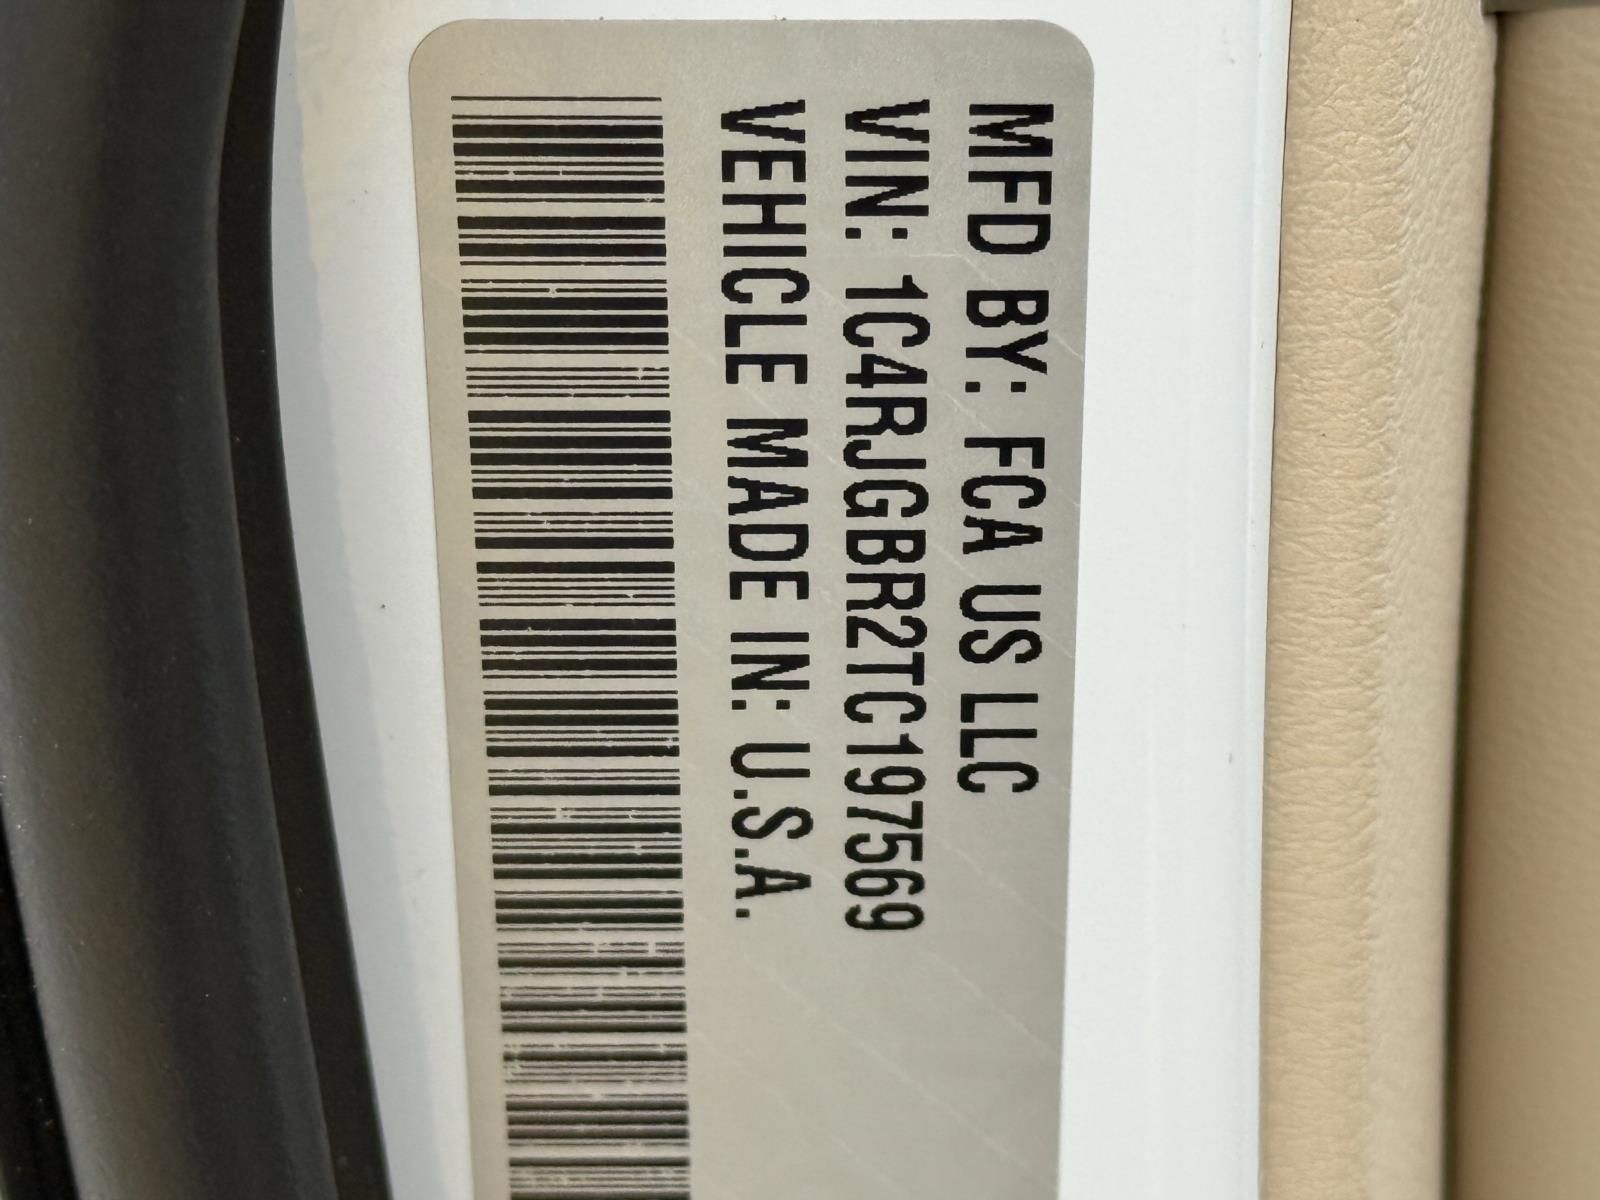 MFD BY: FCA US LLC
VIN: 1C4RJGBR2TC197569
VEHICLE MADE IN: U.S.A.